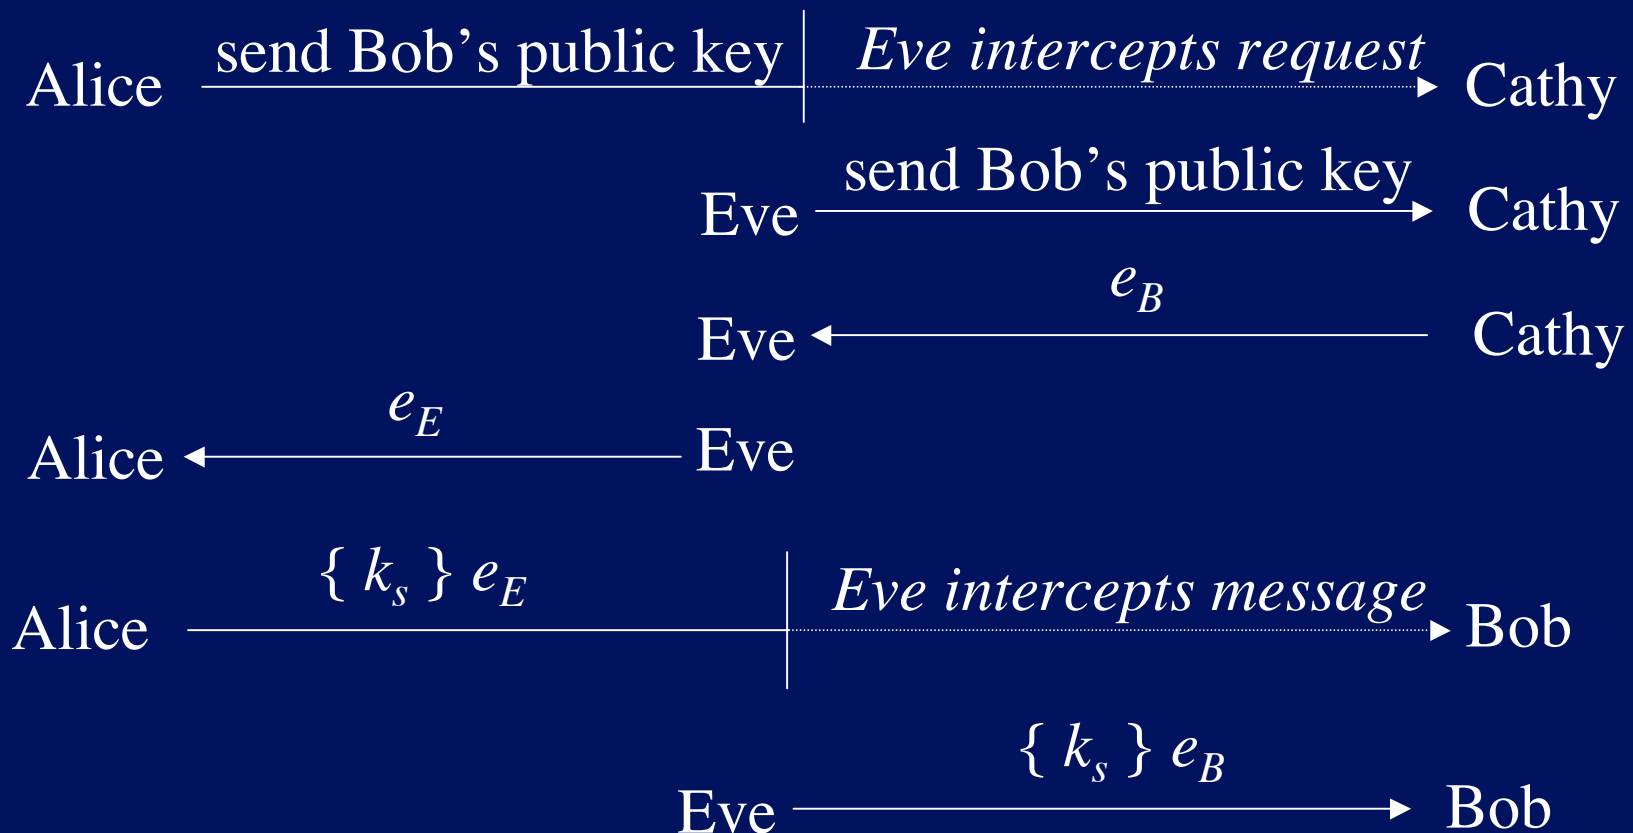 Alice send Bob’s public key Eve intercepts request Cathy
Eve send Bob’s public key Cathy
Eve e_B Cathy
Alice e_E Eve
Alice { k_s } e_E Eve intercepts message Bob
Eve { k_s } e_B Bob